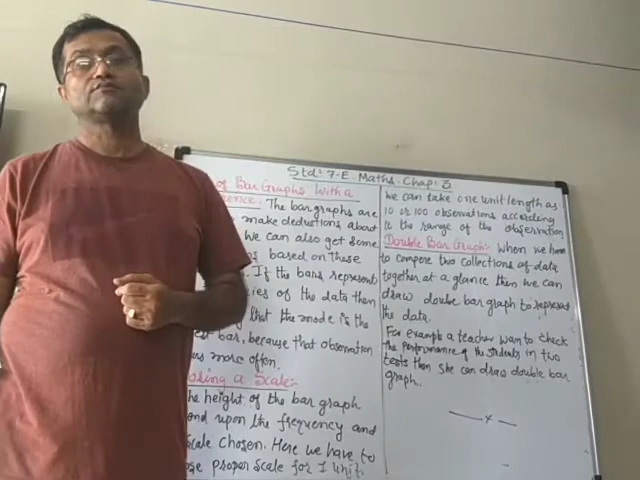 Std: 7-E. Maths Chap: 3
of Bar Graphs with a
The bar graphs are
make deductions about
we can also get some
based on these
. If the bars represent
of the data then
that the mode is the
bar, because that observation
more often.
a Scale:-
he height of the bar graph
upon the frequency and
Scale chosen. Here we have to
proper scale for 1 unit.
we can take one unit length as
10 or 100 observations according
to the range of the observation
Double Bar Graph:- When we have
to compare two collections of data
together at a glance then we can
draw double bar graph to represent
the data.
For example a teacher want to check
the performance of the students in two
tests then she can draw double bar
graph.
x